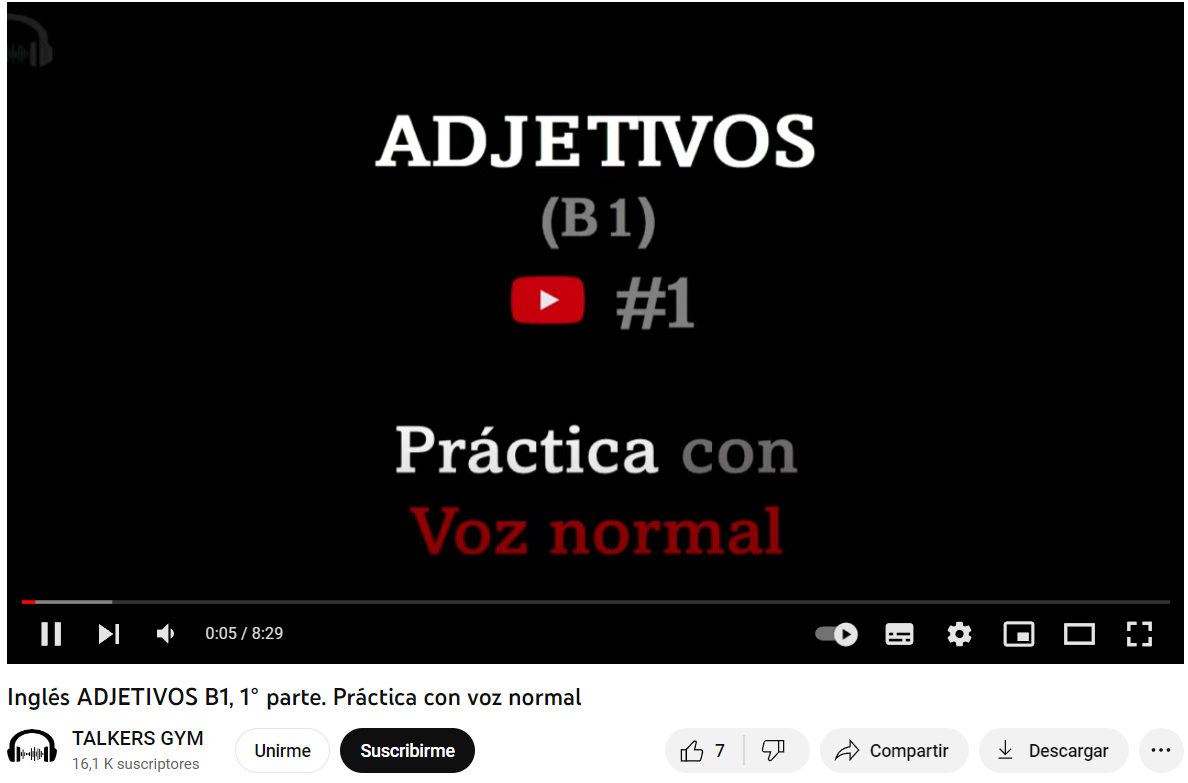 ADJETIVOS
(B1)
#1
Práctica con
Voz normal
0:05 / 8:29
Inglés ADJETIVOS B1, 1° parte. Práctica con voz normal
TALKERS GYM
16,1 K suscriptores
Unirme
Suscribirme
7
Compartir
Descargar